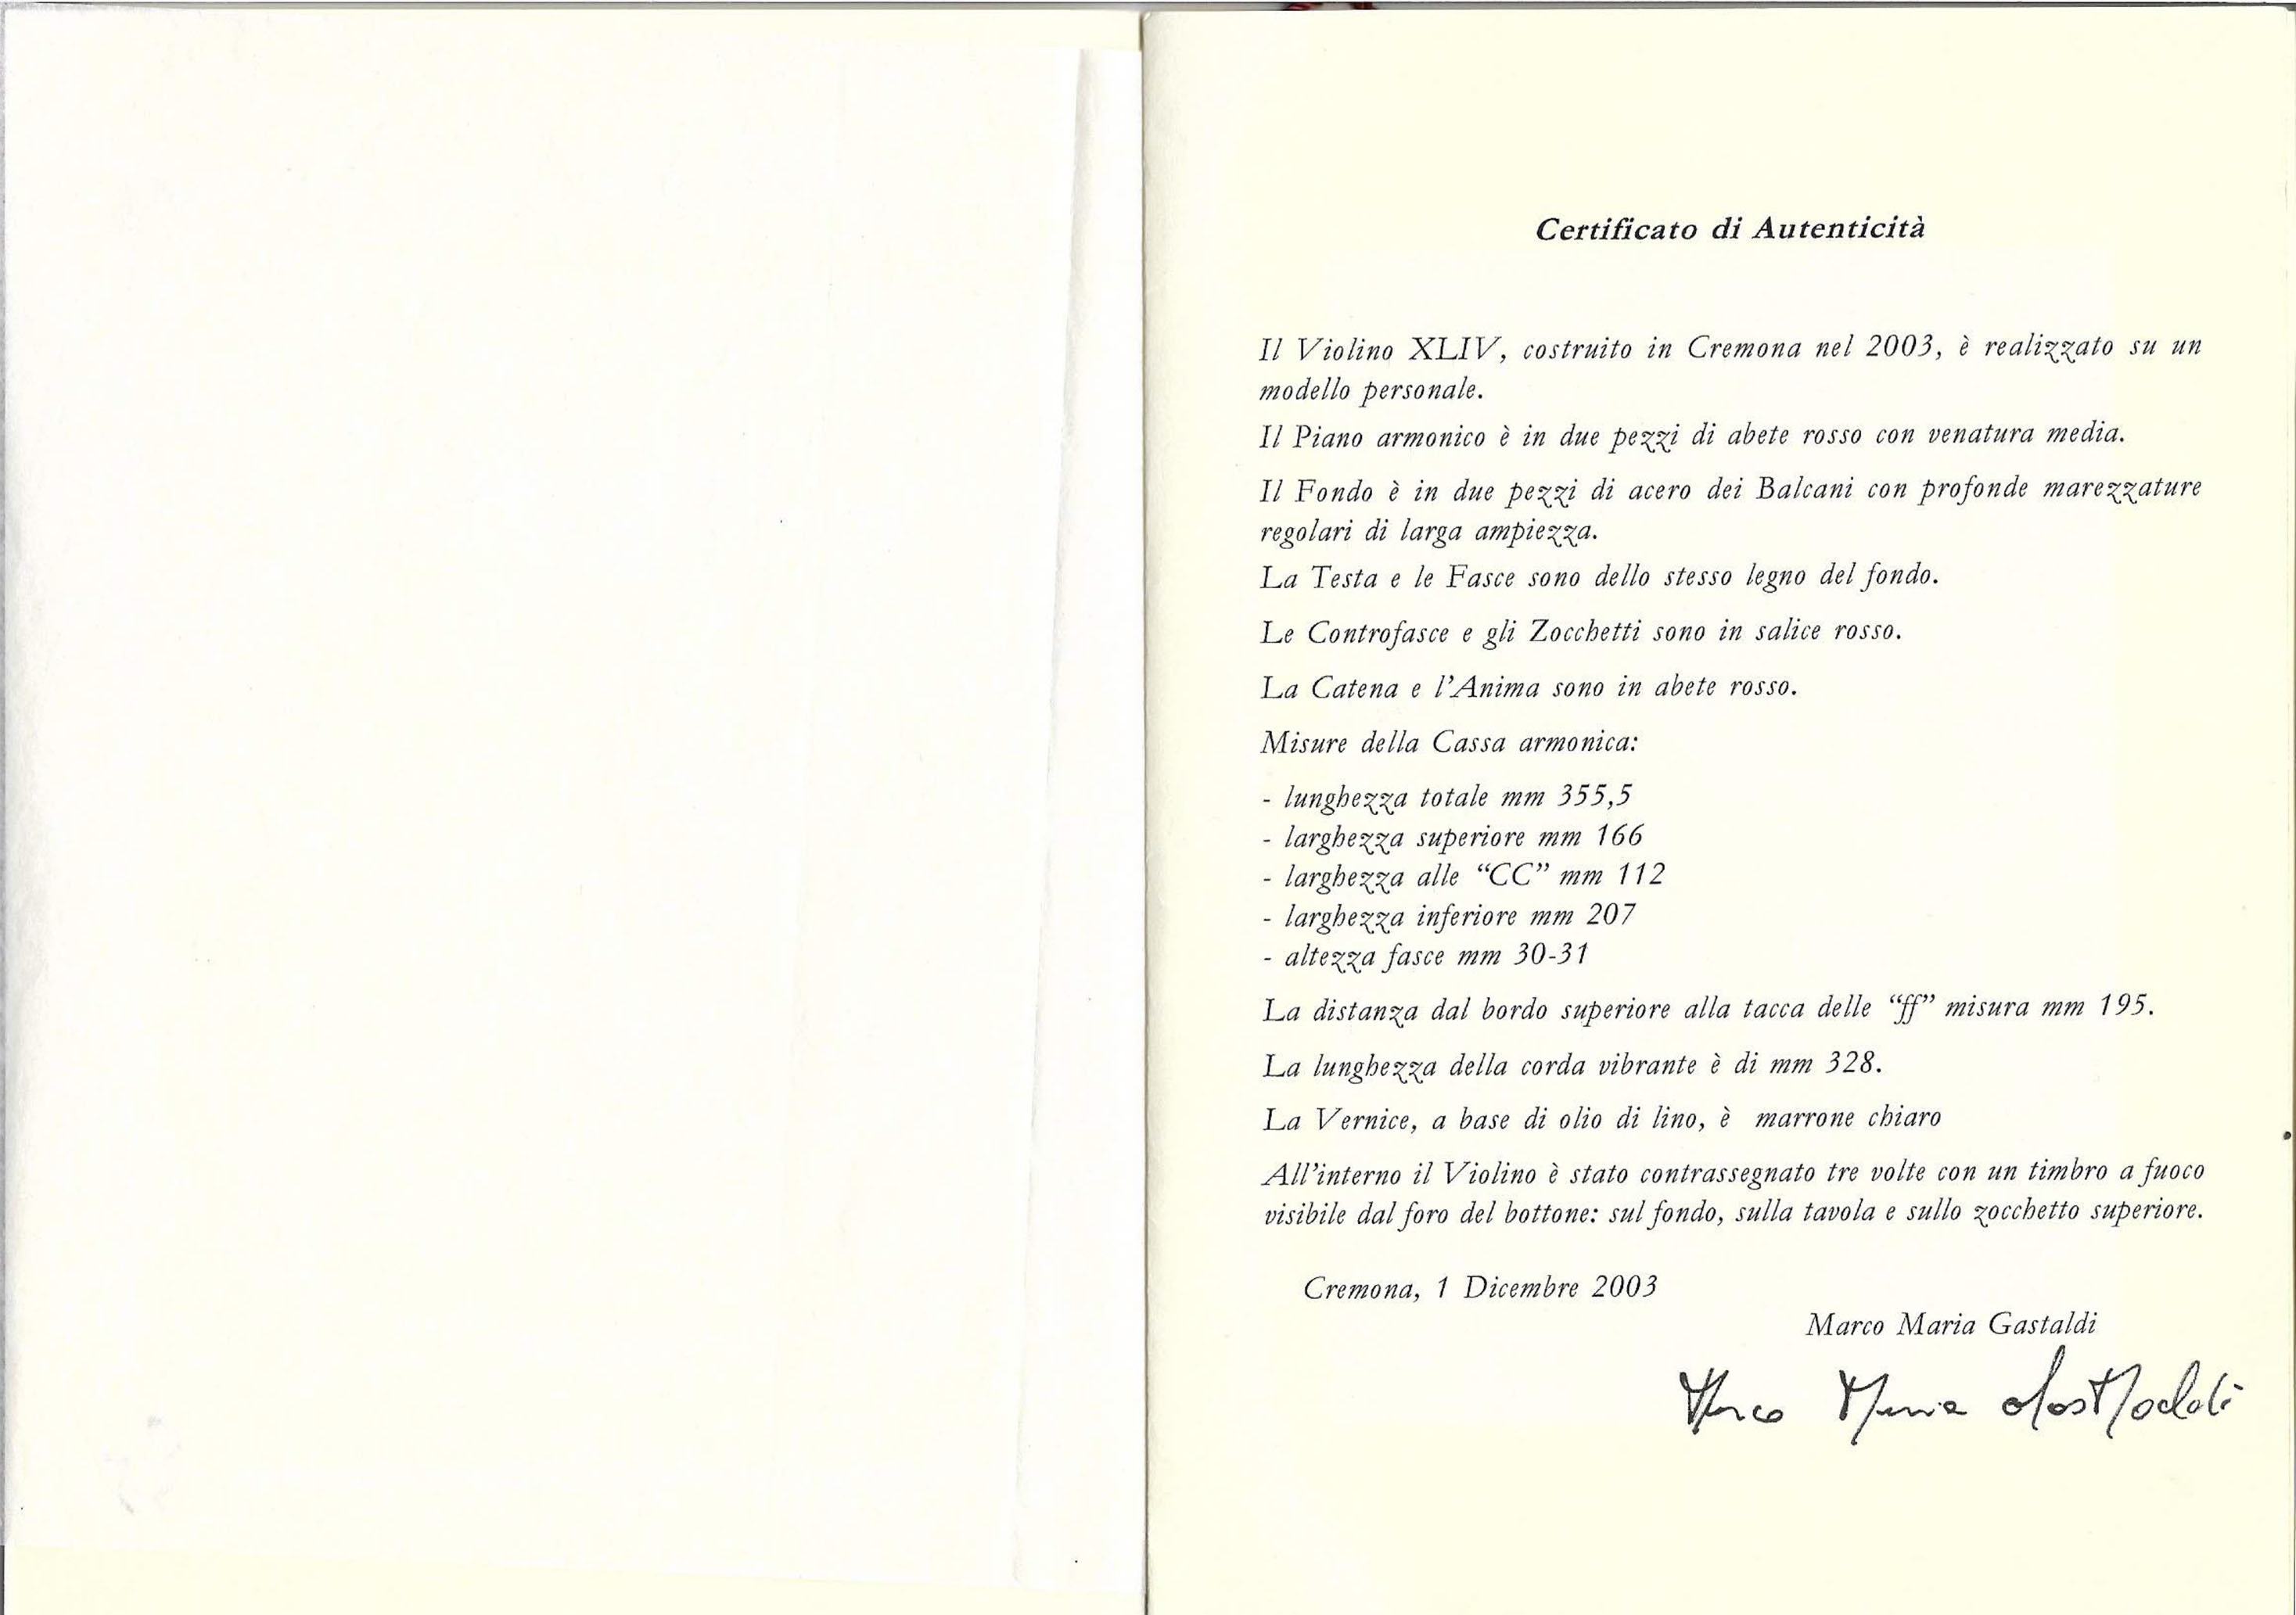 Certificato di Autenticità
Il Violino XLIV, costruito in Cremona nel 2003, è realizzato su un
modello personale.
Il Piano armonico è in due pezzi di abete rosso con venatura media.
Il Fondo è in due pezzi di acero dei Balcani con profonde marezzature
regolari di larga ampiezza.
La Testa e le Fasce sono dello stesso legno del fondo.
Le Controfasce e gli Zocchetti sono in salice rosso.
La Catena e l'Anima sono in abete rosso.
Misure della Cassa armonica:
- lunghezza totale mm 355,5
- larghezza superiore mm 166
- larghezza alle “CC” mm 112
- larghezza inferiore mm 207
- altezza fasce mm 30-31
La distanza dal bordo superiore alla tacca delle “ff” misura mm 195.
La lunghezza della corda vibrante è di mm 328.
La Vernice, a base di olio di lino, è marrone chiaro
All'interno il Violino è stato contrassegnato tre volte con un timbro a fuoco
visibile dal foro del bottone: sul fondo, sulla tavola e sullo zocchetto superiore.
Cremona, 1 Dicembre 2003
Marco Maria Gastaldi
Marco Maria Gastaldi